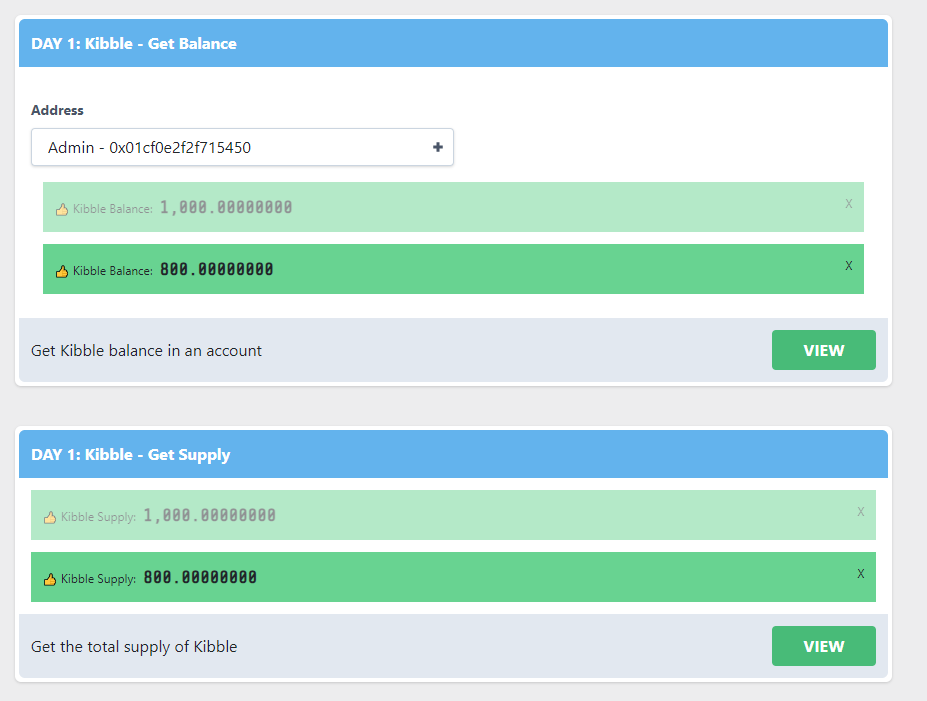 DAY 1: Kibble - Get Balance
Address
Admin - 0x01cf0e2f2f715450
Kibble Balance: 1,000.00000000 X
Kibble Balance: 800.00000000 X
Get Kibble balance in an account VIEW
DAY 1: Kibble - Get Supply
Kibble Supply: 1,000.00000000 X
Kibble Supply: 800.00000000 X
Get the total supply of Kibble VIEW